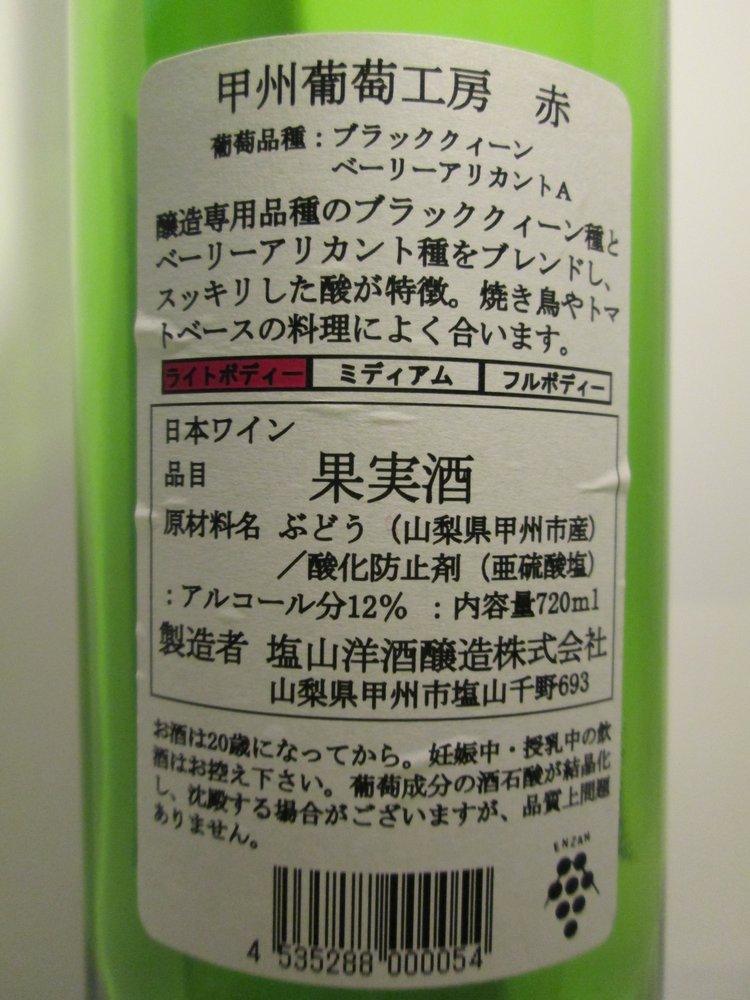 甲州葡萄工房　赤
葡萄品種：ブラッククィーン
ベーリーアリカントA
醸造専用品種のブラッククィーン種と
ベーリーアリカント種をブレンドし、
スッキリした酸が特徴。焼き鳥やトマ
トベースの料理によく合います。
ライトボディー ミディアム フルボディー
日本ワイン
品目 果実酒
原材料名 ぶどう（山梨県甲州市産）
／酸化防止剤（亜硫酸塩）
：アルコール分12％ ：内容量720ml
製造者 塩山洋酒醸造株式会社
山梨県甲州市塩山千野693
お酒は20歳になってから。妊娠中・授乳中の飲
酒はお控え下さい。葡萄成分の酒石酸が結晶化
し、沈殿する場合がございますが、品質上問題
ありません。
ENZAN
4 535288 000054